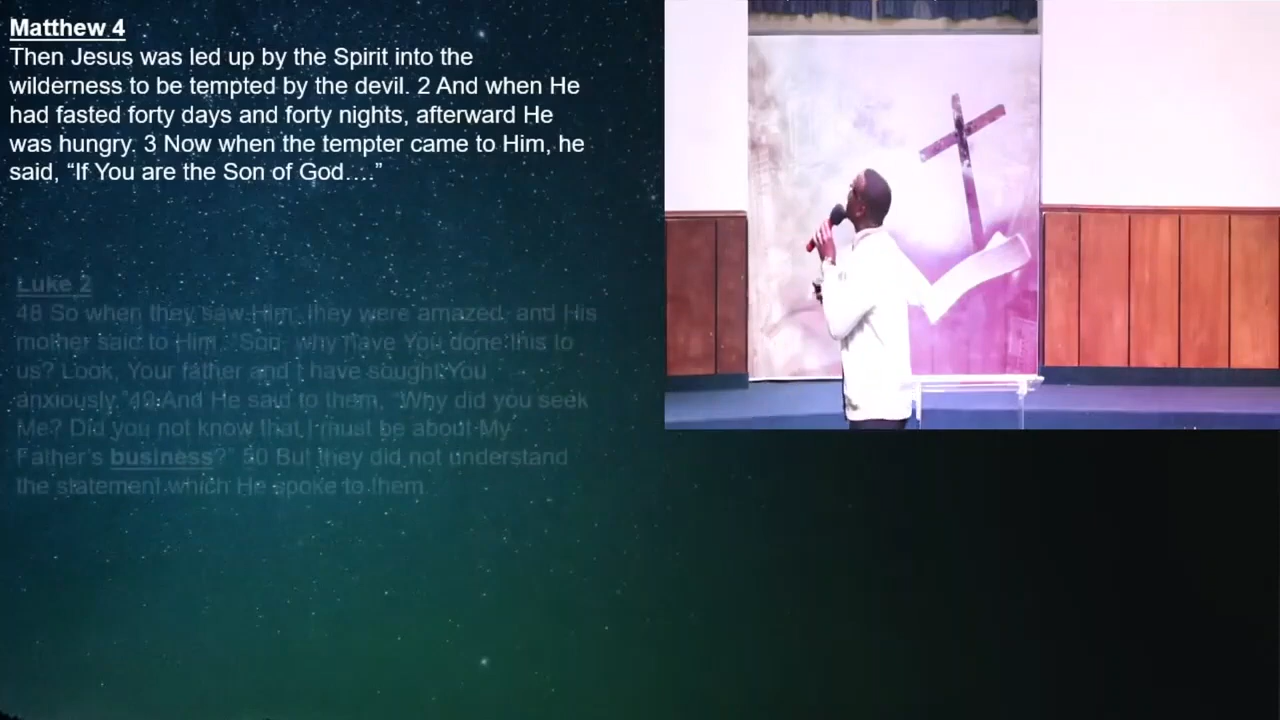 Matthew 4
Then Jesus was led up by the Spirit into the
wilderness to be tempted by the devil. 2 And when He
had fasted forty days and forty nights, afterward He
was hungry. 3 Now when the tempter came to Him, he
said, “If You are the Son of God….”
Luke 2
48 So when they saw Him, they were amazed; and His
mother said to Him, “Son, why have You done this to
us? Look, Your father and I have sought You
anxiously.” 49 And He said to them, “Why did you seek
Me? Did you not know that I must be about My
Father’s business?” 50 But they did not understand
the statement which He spoke to them.